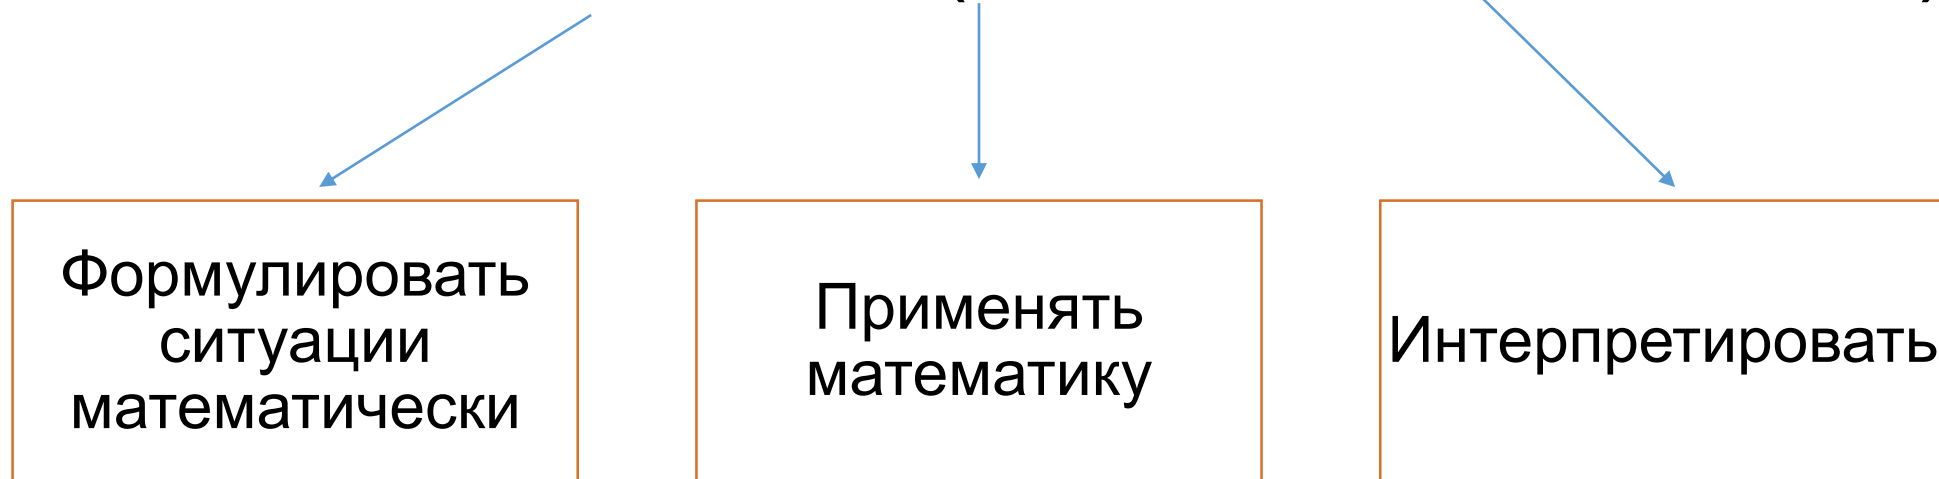 Формулировать
ситуации
математически
Применять
математику
Интерпретировать